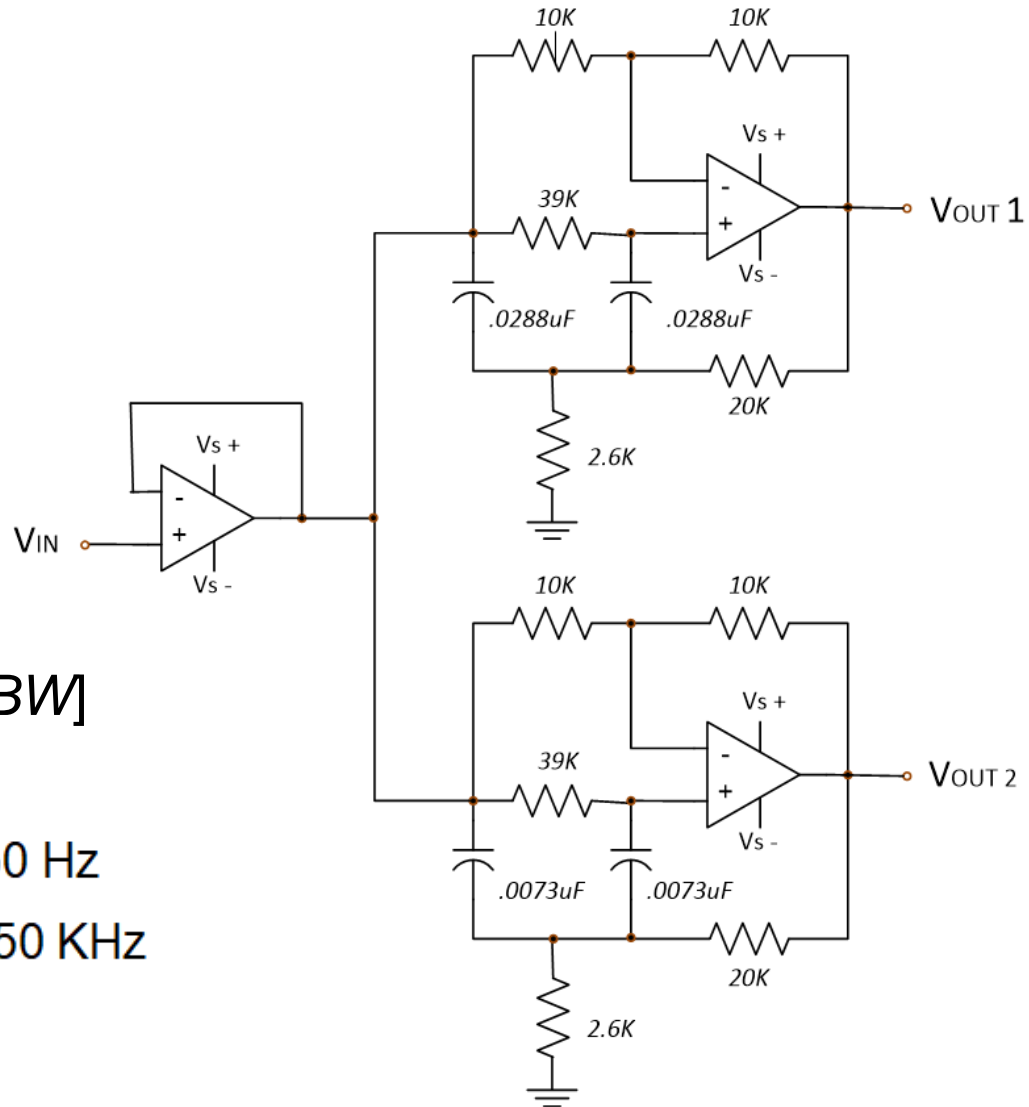 10K 10K
Vs +
-
39K
+
VOUT 1
Vs -
.0288uF .0288uF
20K
2.6K
Vs +
-
VIN
+
Vs -
10K 10K
BW]
Vs +
-
39K
+
VOUT 2
Vs -
0 Hz
.0073uF .0073uF
50 KHz
20K
2.6K